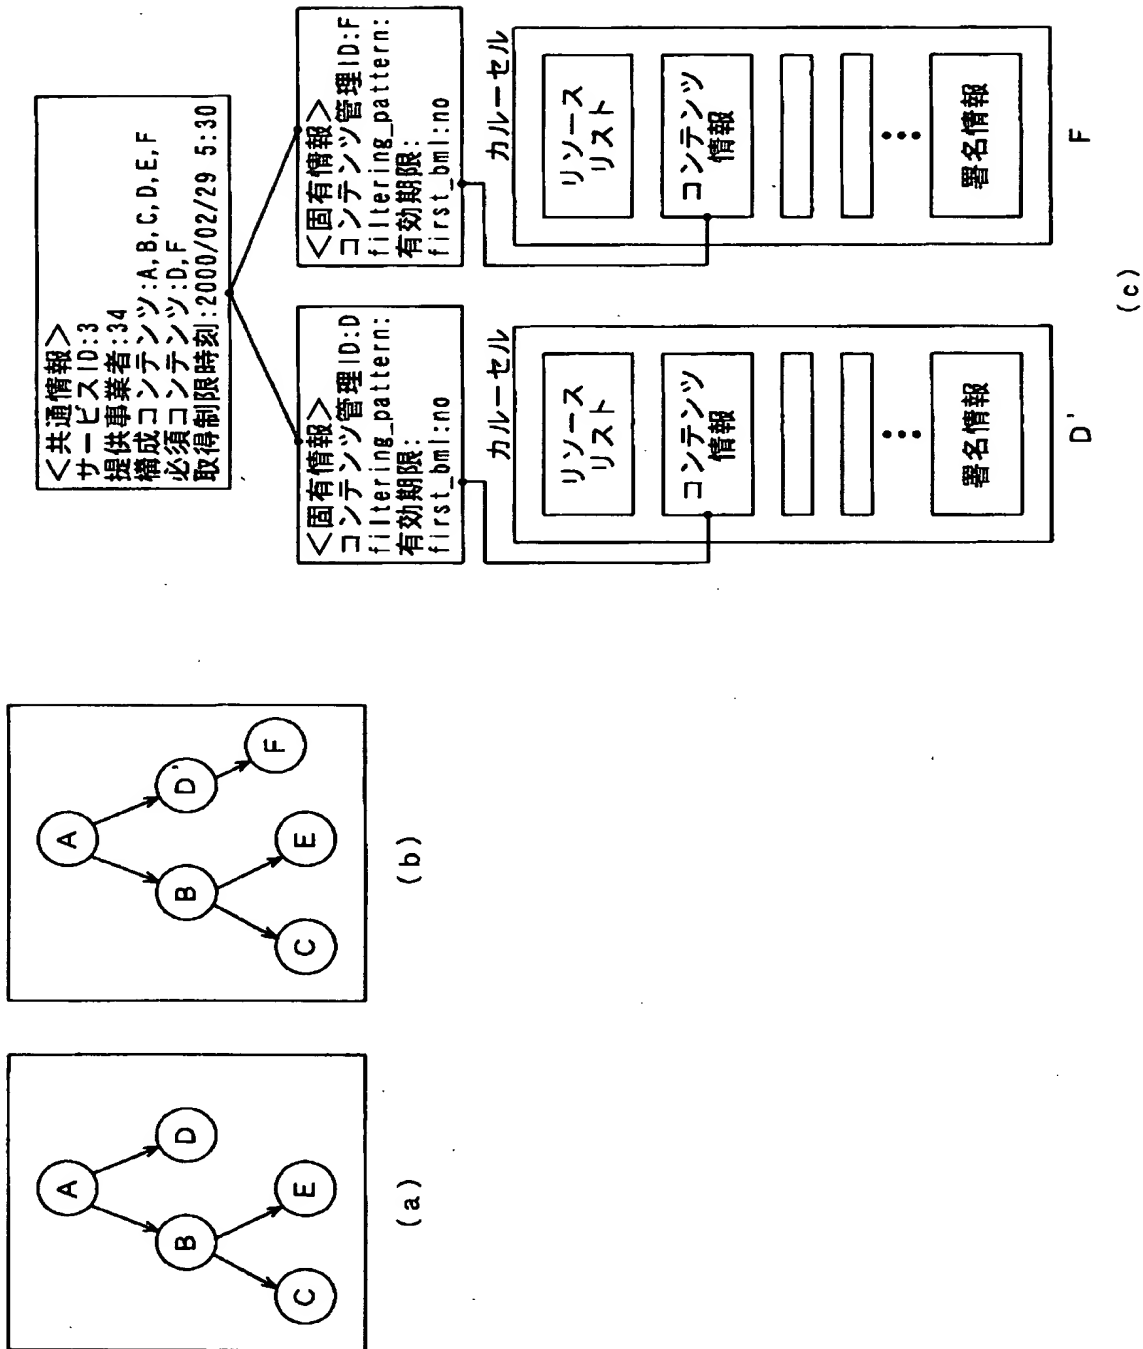 A
B
D
C
E
(a)
A
B
D'
C
E
F
(b)
<共通情報>
サービスID:3
提供事業者:34
構成コンテンツ:A,B,C,D,E,F
必須コンテンツ:D,F
取得制限時刻:2000/02/29 5:30
<固有情報>
コンテンツ管理ID:D
filtering_pattern:
有効期限:
first_bml:no
<固有情報>
コンテンツ管理ID:F
filtering_pattern:
有効期限:
first_bml:no
カルーセル
リソース
リスト
コンテンツ
情報
署名情報
D'
カルーセル
リソース
リスト
コンテンツ
情報
署名情報
F
(c)